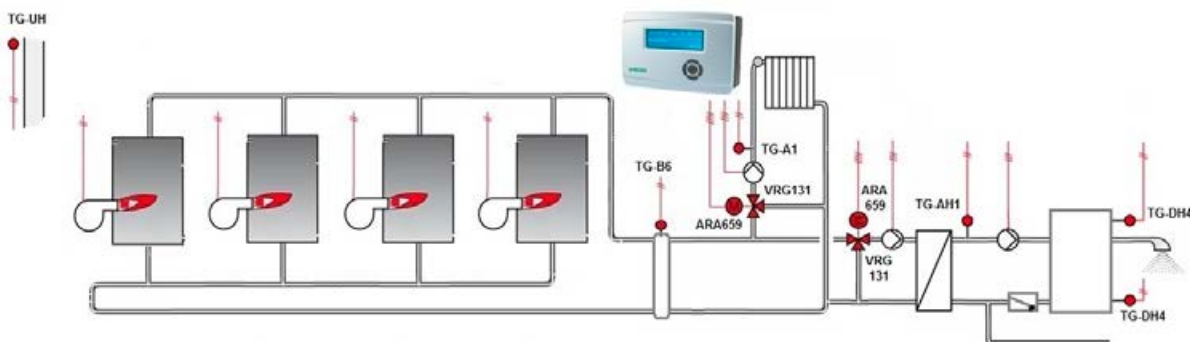 TG-UH
TG-B6
TG-A1
VRG131
ARA659
ARA
659
VRG
131
TG-AH1
TG-DH4
TG-DH4